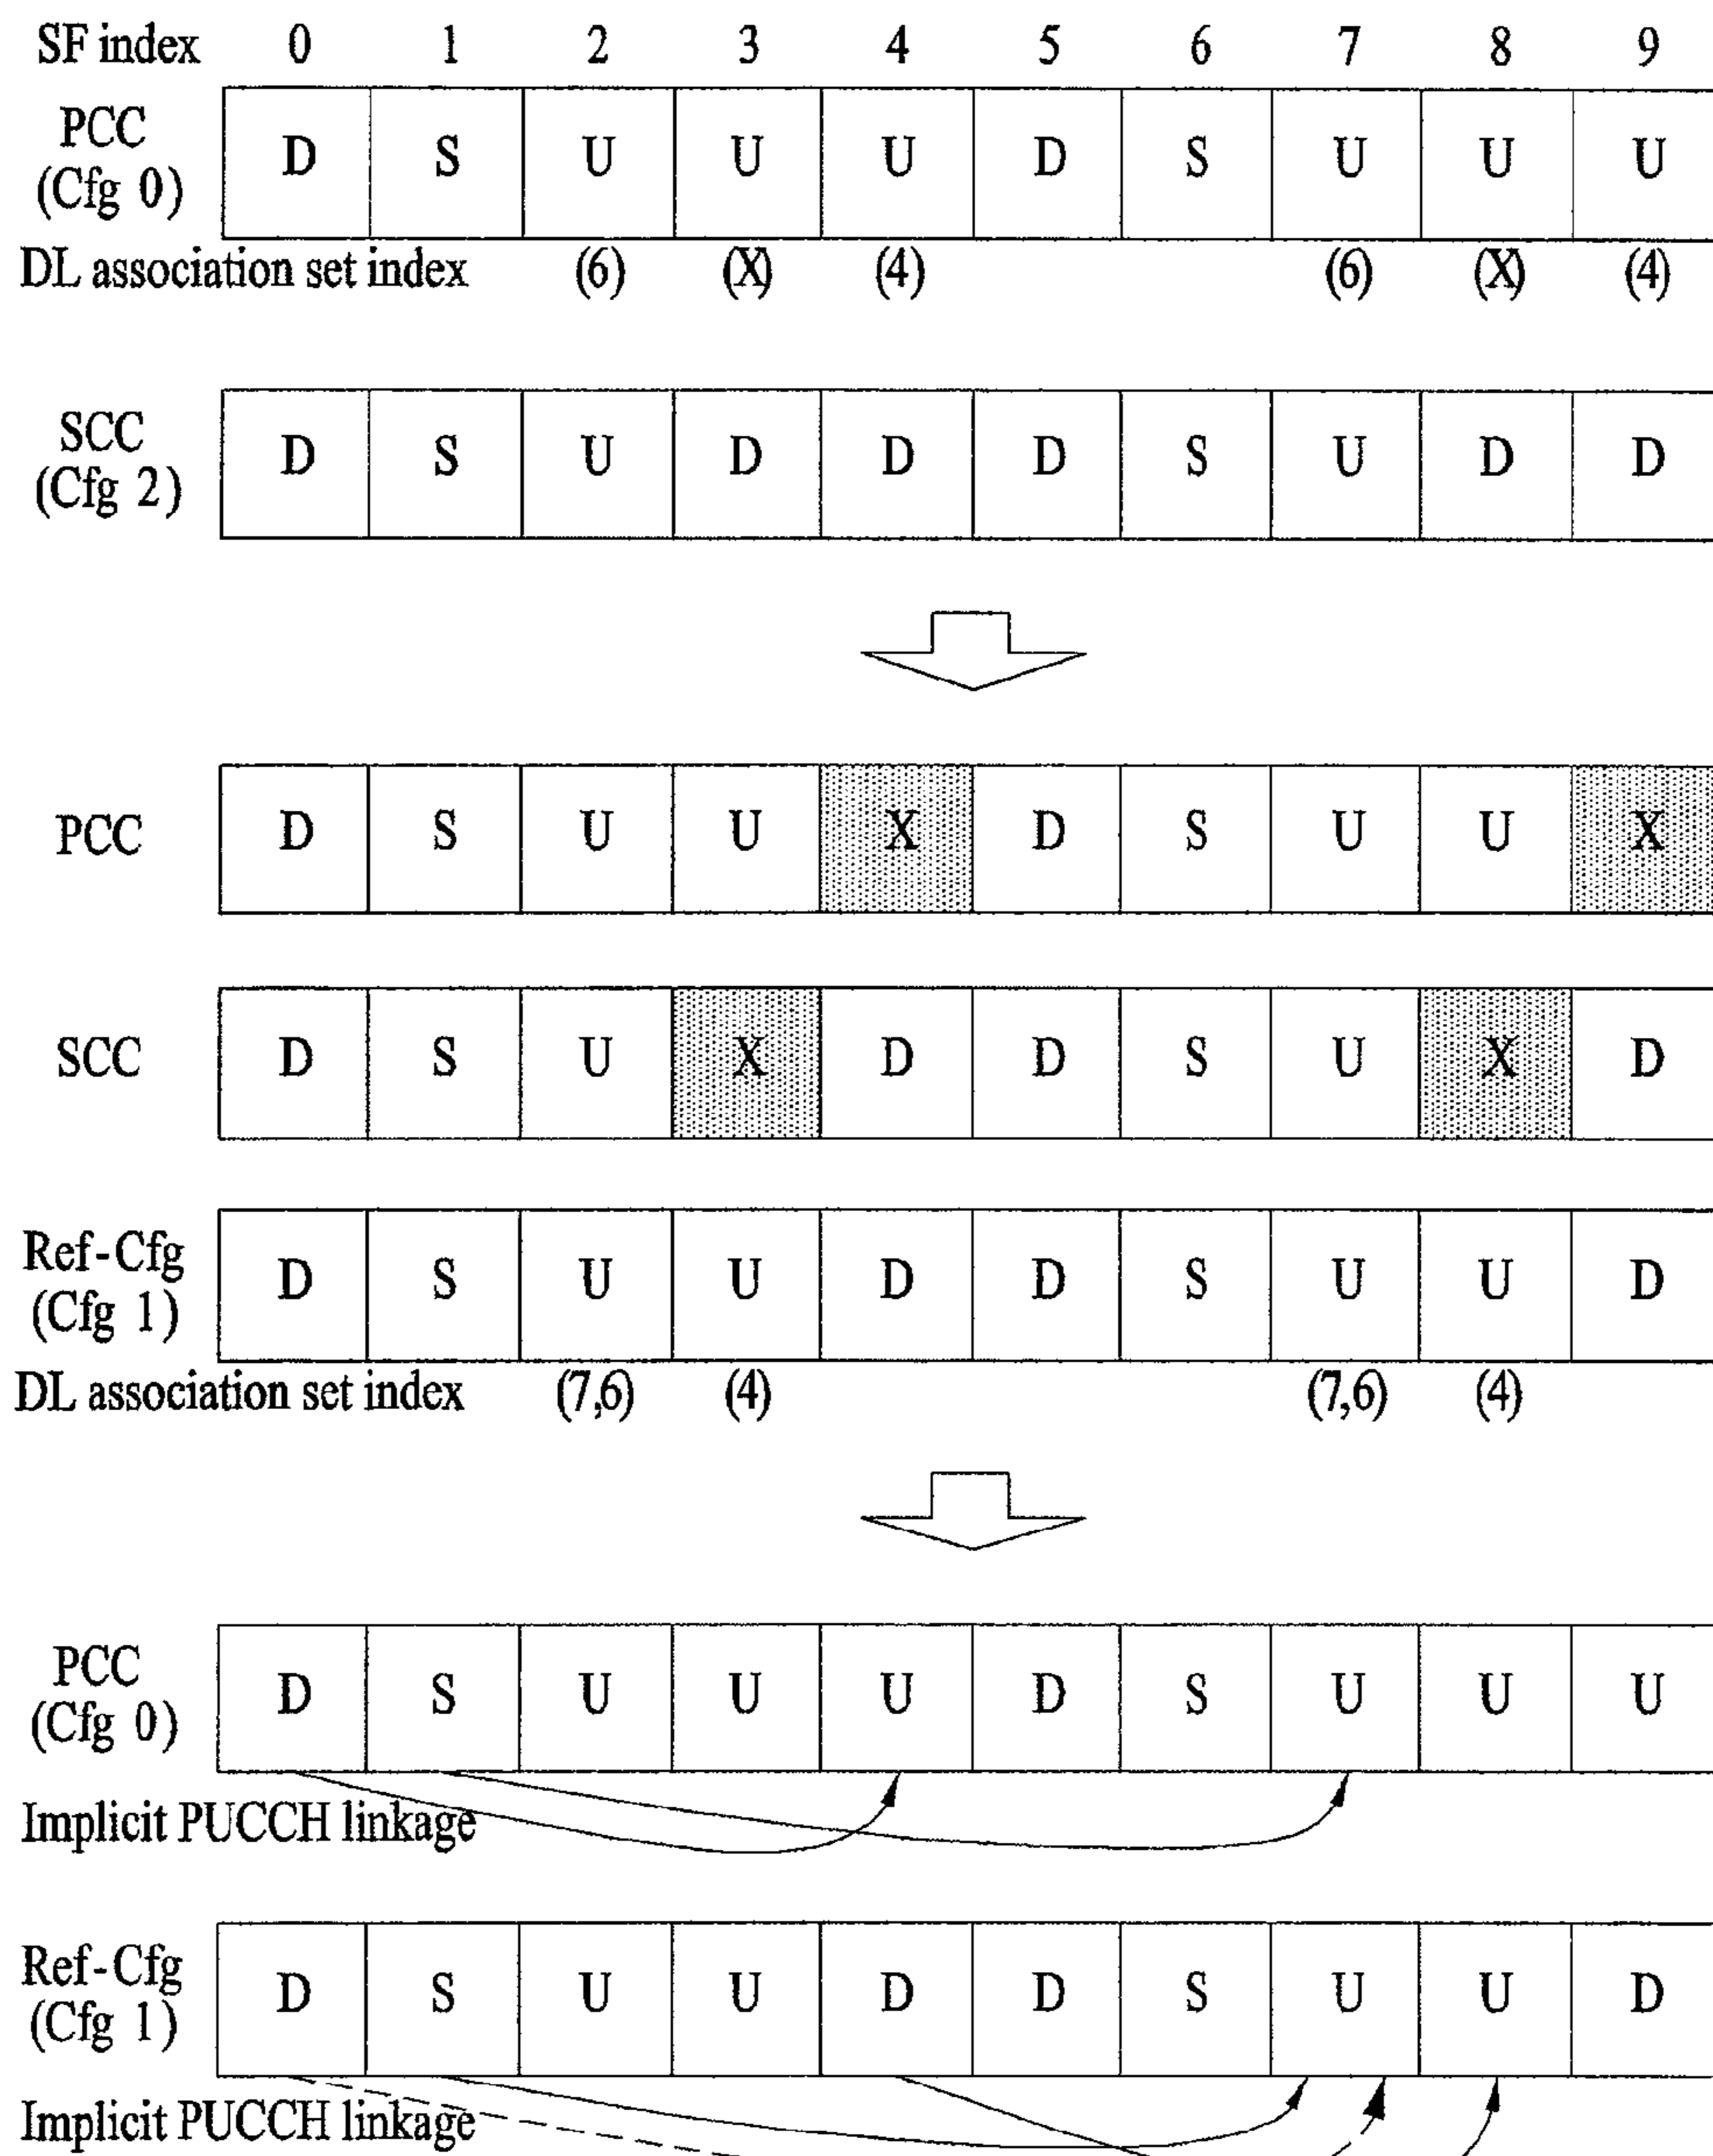 SF index 0 1 2 3 4 5 6 7 8 9
PCC
(Cfg 0)
D S U U U D S U U U
DL association set index (6) (X) (4) (6) (X) (4)
SCC
(Cfg 2)
D S U D D D S U D D
PCC D S U U X D S U U X
SCC D S U X D D S U X D
Ref-Cfg
(Cfg 1)
D S U U D D S U U D
DL association set index (7,6) (4) (7,6) (4)
PCC
(Cfg 0)
D S U U U D S U U U
Implicit PUCCH linkage
Ref-Cfg
(Cfg 1)
D S U U D D S U U D
Implicit PUCCH linkage